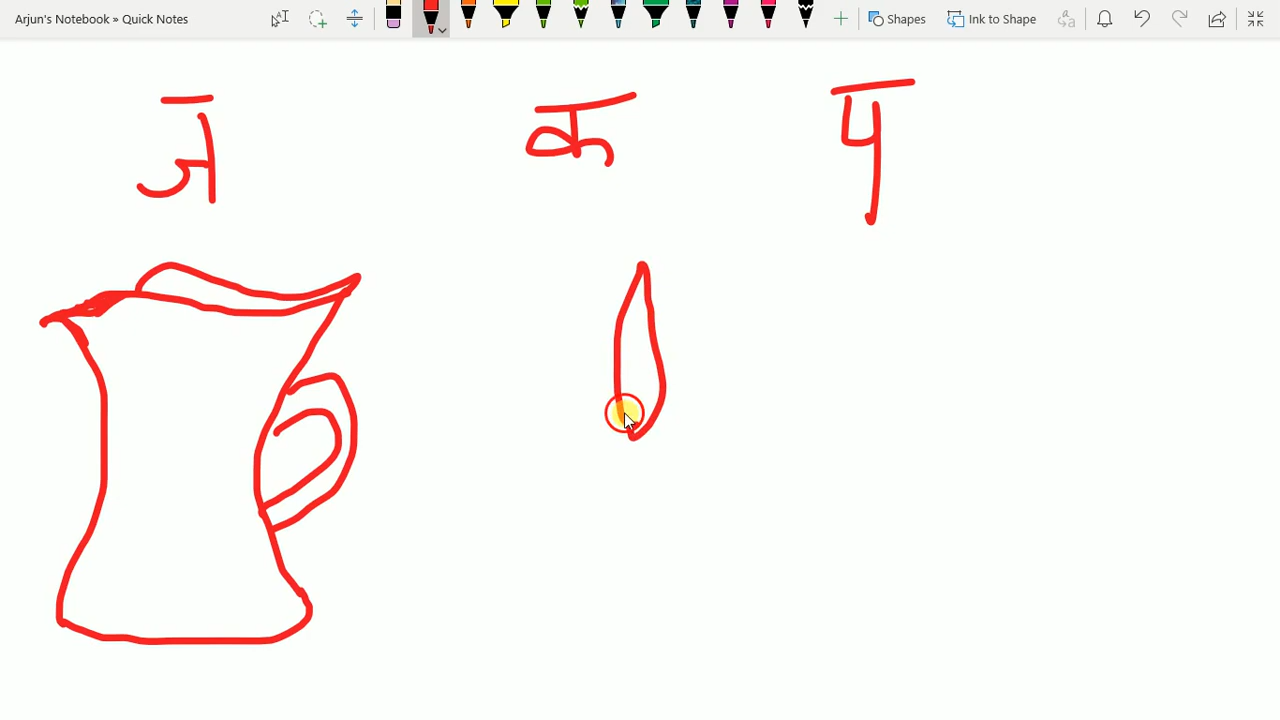 Arjun's Notebook » Quick Notes
Shapes
Ink to Shape
ज क प